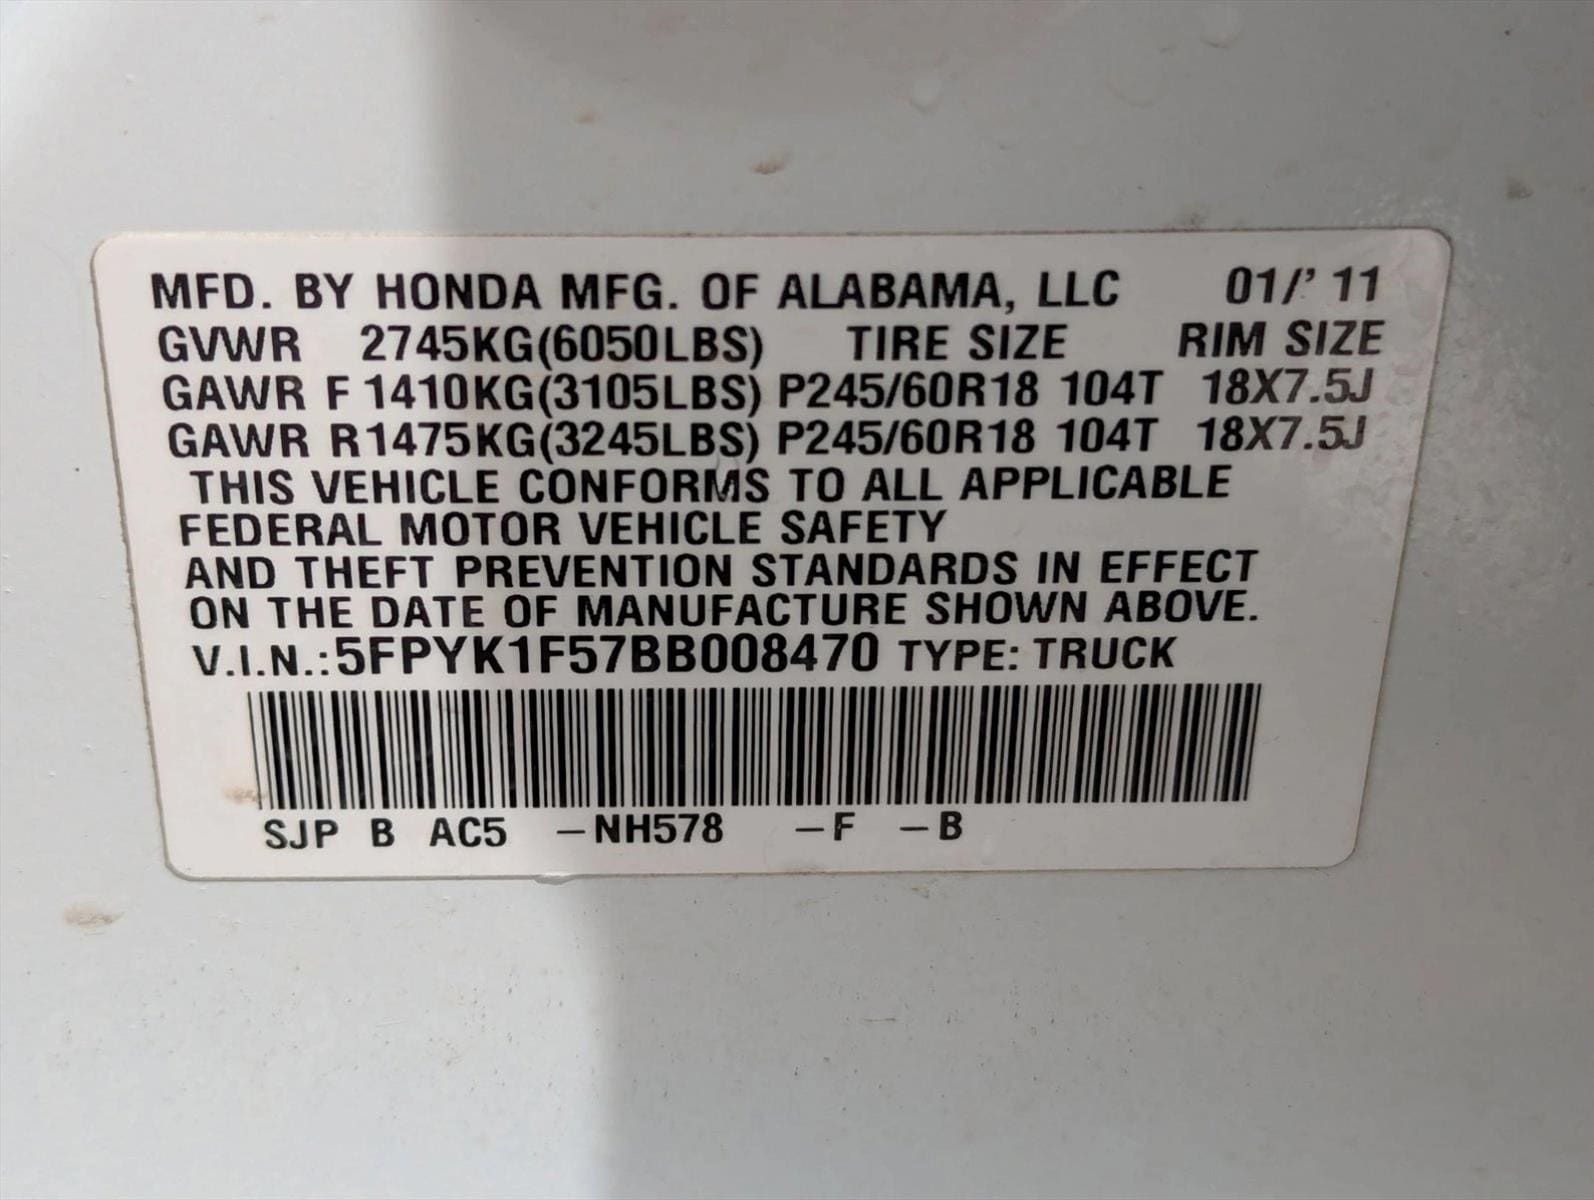 MFD. BY HONDA MFG. OF ALABAMA, LLC 01/' 11
GVWR 2745KG(6050LBS) TIRE SIZE RIM SIZE
GAWR F 1410KG(3105LBS) P245/60R18 104T 18X7.5J
GAWR R 1475KG(3245LBS) P245/60R18 104T 18X7.5J
THIS VEHICLE CONFORMS TO ALL APPLICABLE
FEDERAL MOTOR VEHICLE SAFETY
AND THEFT PREVENTION STANDARDS IN EFFECT
ON THE DATE OF MANUFACTURE SHOWN ABOVE.
V.I.N.:5FPYK1F57BB008470 TYPE: TRUCK
SJP B AC5 -NH578 -F -B